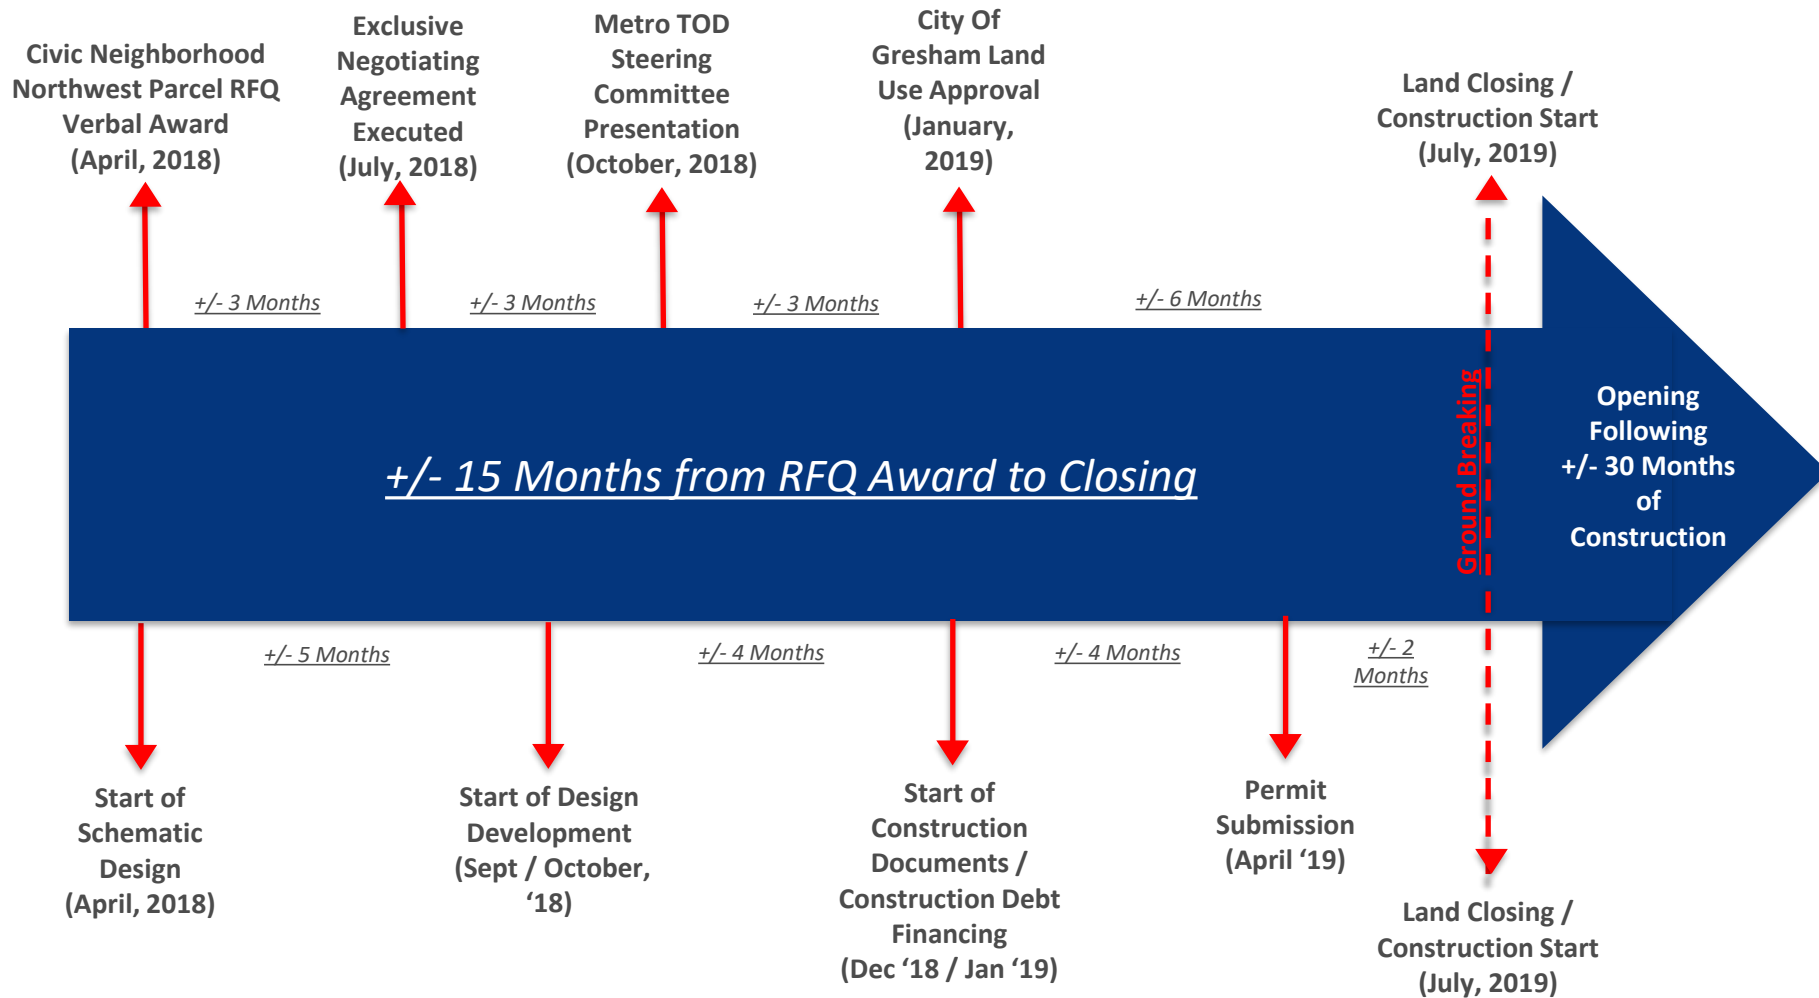 Civic Neighborhood
Northwest Parcel RFQ
Verbal Award
(April, 2018)
Exclusive
Negotiating
Agreement
Executed
(July, 2018)
Metro TOD
Steering
Committee
Presentation
(October, 2018)
City Of
Gresham Land
Use Approval
(January,
2019)
Land Closing /
Construction Start
(July, 2019)
+/- 3 Months
+/- 3 Months
+/- 3 Months
+/- 6 Months
+/- 15 Months from RFQ Award to Closing
Ground Breaking
Opening
Following
+/- 30 Months
of
Construction
+/- 5 Months
+/- 4 Months
+/- 4 Months
+/- 2
Months
Start of
Schematic
Design
(April, 2018)
Start of Design
Development
(Sept / October,
‘18)
Start of
Construction
Documents /
Construction Debt
Financing
(Dec ‘18 / Jan ‘19)
Permit
Submission
(April ‘19)
Land Closing /
Construction Start
(July, 2019)